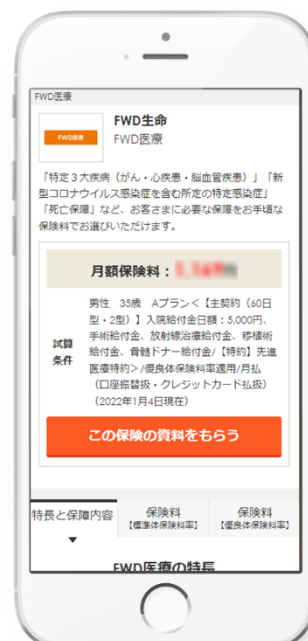 FWD医療
FWD医療
FWD生命
FWD医療
「特定3大疾病（がん・心疾患・脳血管疾患）」「新
型コロナウイルス感染症を含む所定の特定感染症」
「死亡保障」など、お客さまに必要な保障をお手頃な
保険料でお選びいただけます。
月額保険料：
試算
条件
男性　35歳　Aプラン＜【主契約（60日
型・2型）】入院給付金日額：5,000円、
手術給付金、放射線治療給付金、移植術
給付金、骨髄ドナー給付金/【特約】先進
医療特約＞/優良体保険料率適用/月払
（口座振替扱・クレジットカード払扱）
（2022年1月4日現在）
この保険の資料をもらう
特長と保障内容
▼
保険料
【標準体保険料率】
保険料
【優良体保険料率】
FWD医療の特長